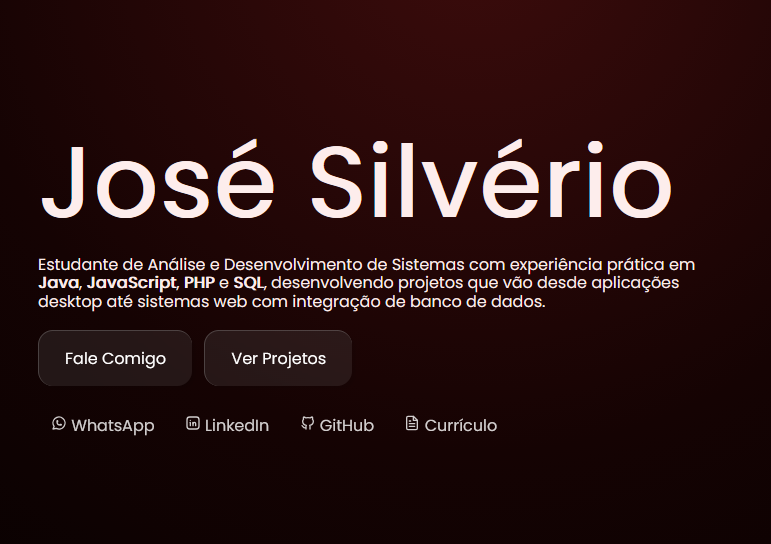 José Silvério
Estudante de Análise e Desenvolvimento de Sistemas com experiência prática em
Java, JavaScript, PHP e SQL, desenvolvendo projetos que vão desde aplicações
desktop até sistemas web com integração de banco de dados.
Fale Comigo Ver Projetos
WhatsApp LinkedIn GitHub Currículo